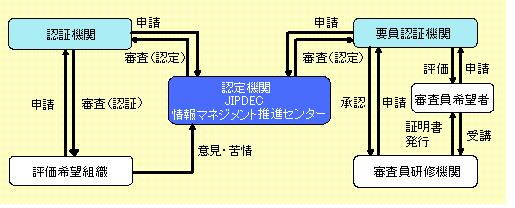 申請
申請
認証機関
要員認証機関
審査(認定)
審査(認定)
評価
申請
認定機関
JIPDEC
情報マネジメント推進センター
審査員希望者
申請
審査(認証)
承認
申請
証明書
発行
受講
意見・苦情
評価希望組織
審査員研修機関